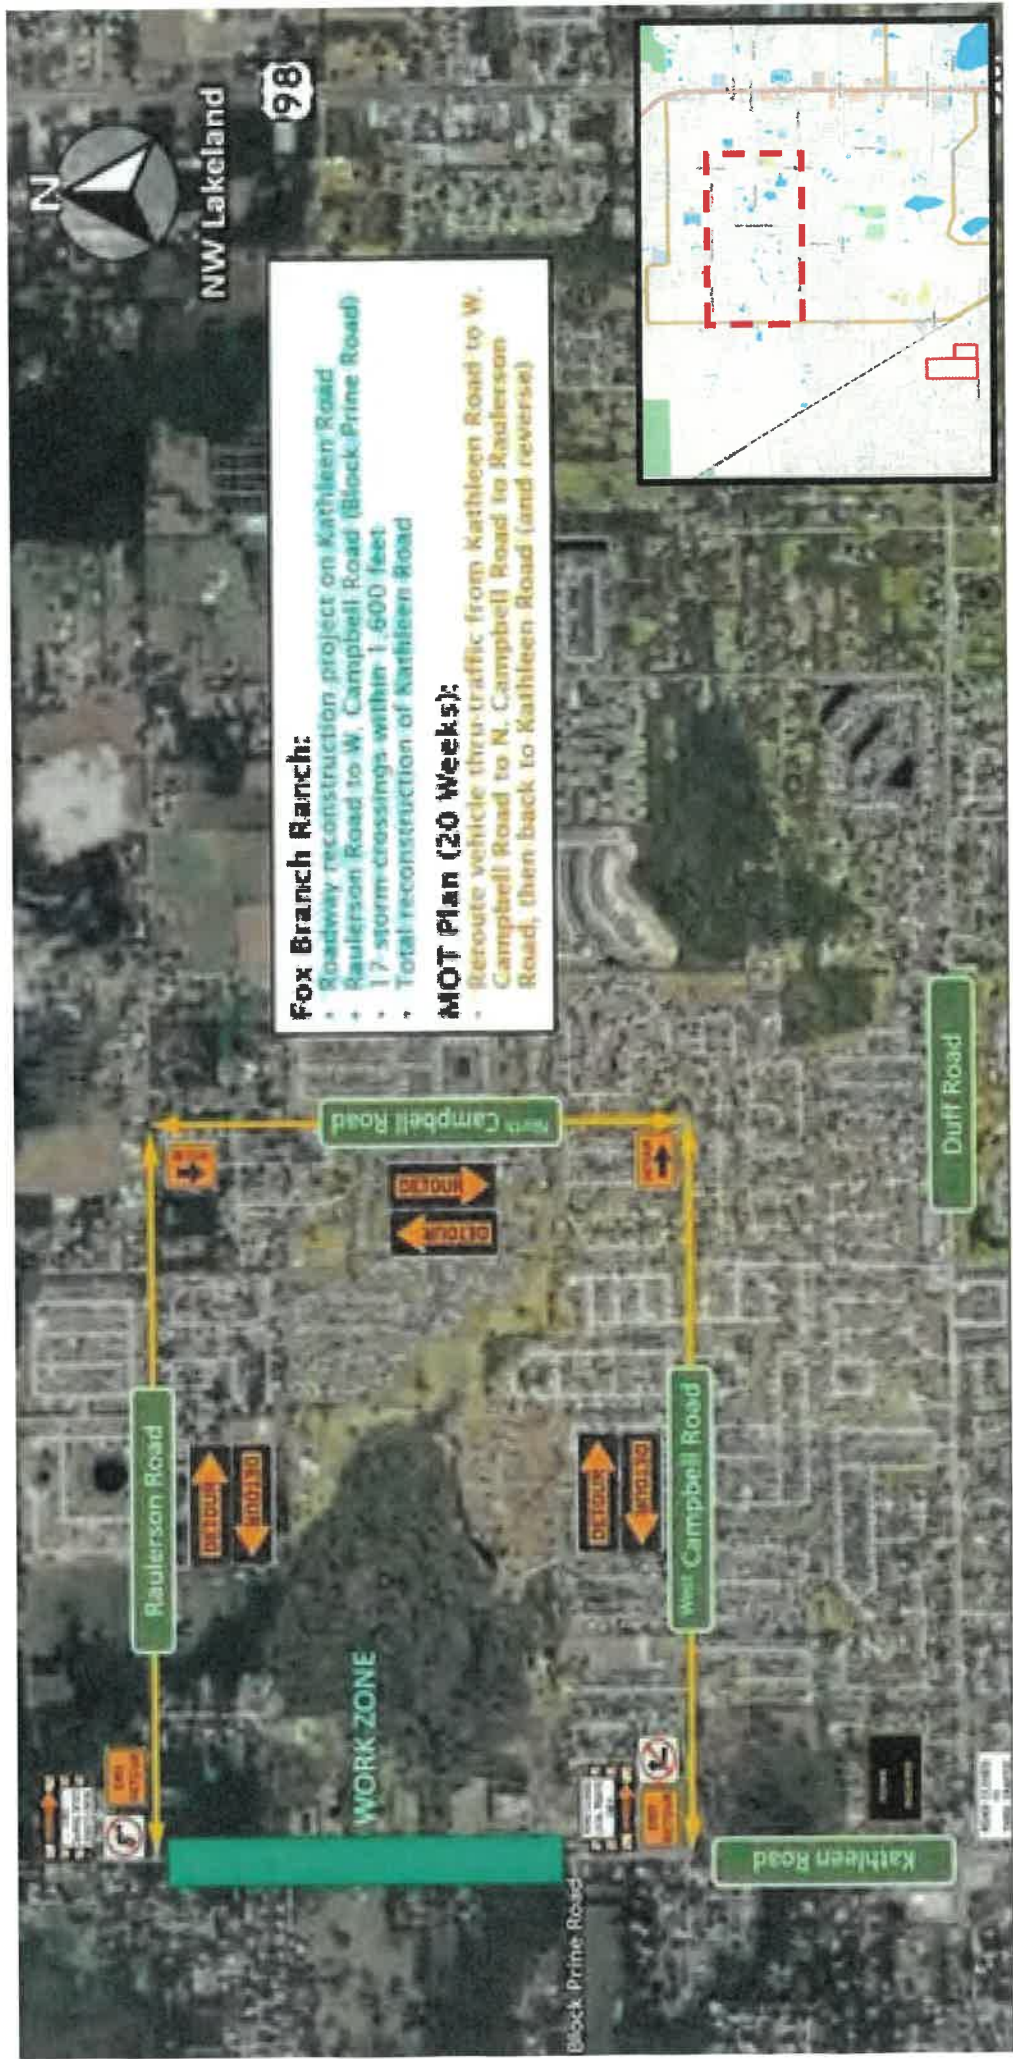 N
NW Lakeland
98
Fox Branch Ranch:
• Roadway reconstruction project on Kathleen Road
• Raulerson Road to W. Campbell Road (Block Prine Road)
• 17 storm crossings within 1,600 feet
• Total reconstruction of Kathleen Road
MOT Plan (20 Weeks):
• Reroute vehicle thru-traffic from Kathleen Road to W.
Campbell Road to N. Campbell Road to Raulerson
Road, then back to Kathleen Road (and reverse)
Raulerson Road
DETOUR
DETOUR
END
DETOUR
WORK ZONE
North Campbell Road
DETOUR
DETOUR
DETOUR
DETOUR
West Campbell Road
END
DETOUR
Block Prine Road
Kathleen Road
Duff Road